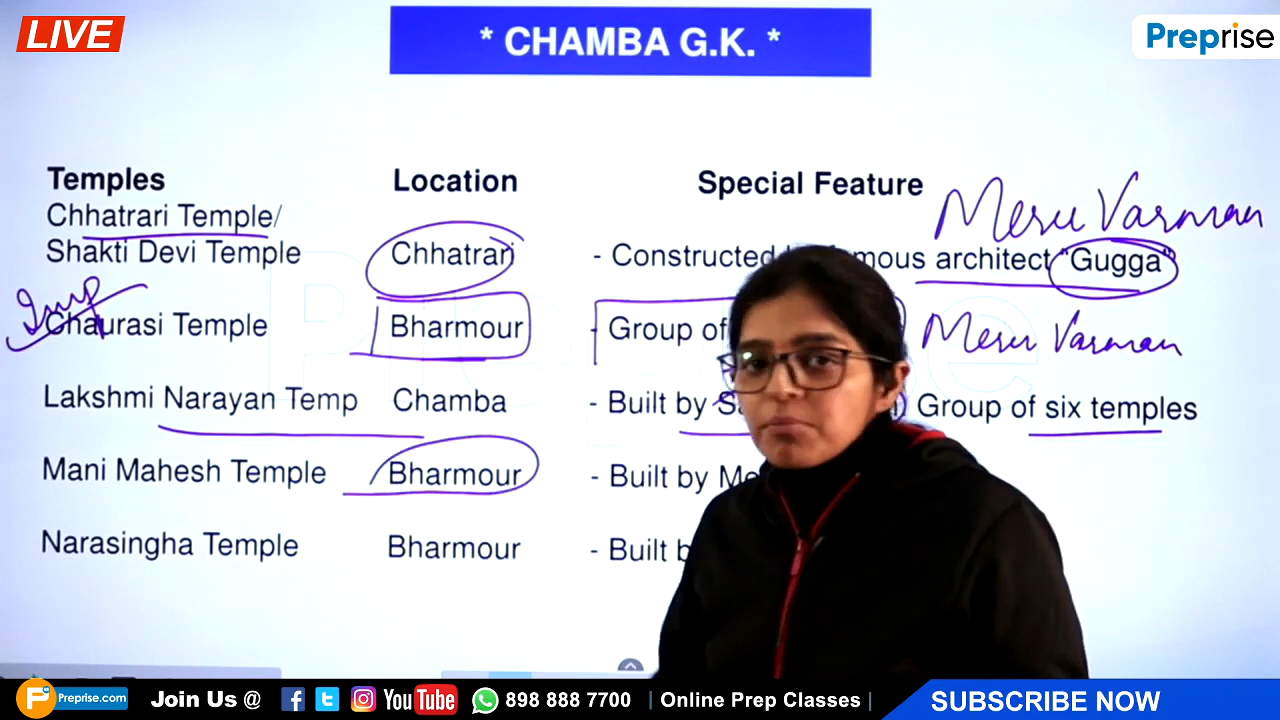 LIVE
* CHAMBA G.K. *
Preprise
Temples Location Special Feature
Meru Varman
Chhatrari Temple/
Shakti Devi Temple Chhatrari - Constructed architect "Gugga"
Imp
Chaurasi Temple Bharmour - Group of Meru Varman
Lakshmi Narayan Temp Chamba - Built by Group of six temples
Mani Mahesh Temple Bharmour - Built by
Narasingha Temple Bharmour - Built
Preprise.com Join Us @ YouTube 898 888 7700 | Online Prep Classes | SUBSCRIBE NOW